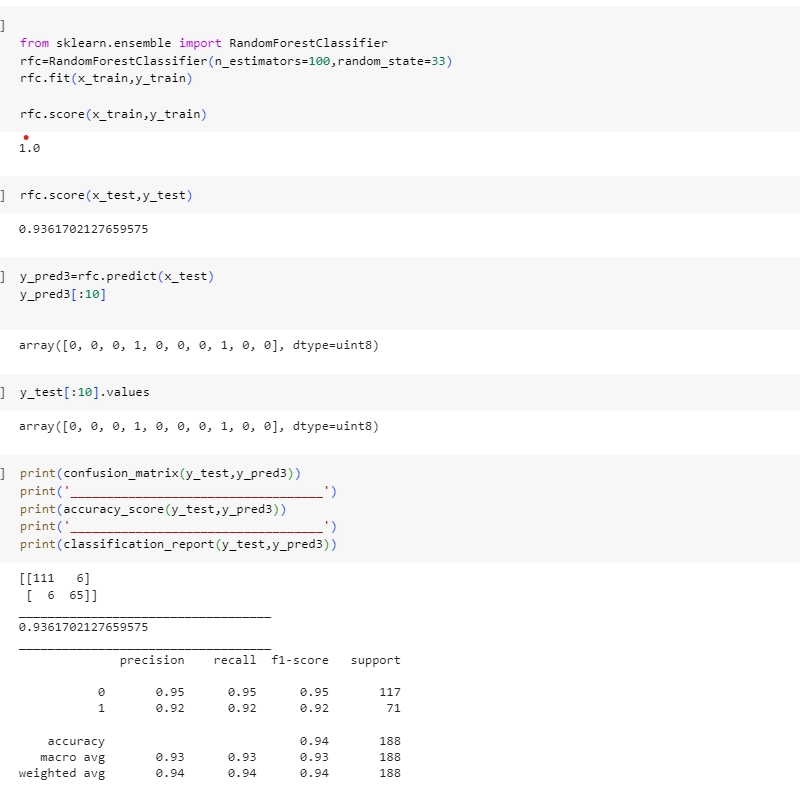 ]
from sklearn.ensemble import RandomForestClassifier
rfc=RandomForestClassifier(n_estimators=100,random_state=33)
rfc.fit(x_train,y_train)
rfc.score(x_train,y_train)
1.0
] rfc.score(x_test,y_test)
0.9361702127659575
] y_pred3=rfc.predict(x_test)
y_pred3[:10]
array([0, 0, 0, 1, 0, 0, 0, 1, 0, 0], dtype=uint8)
] y_test[:10].values
array([0, 0, 0, 1, 0, 0, 0, 1, 0, 0], dtype=uint8)
] print(confusion_matrix(y_test,y_pred3))
print('___________________________________')
print(accuracy_score(y_test,y_pred3))
print('___________________________________')
print(classification_report(y_test,y_pred3))
[[111   6]
 [  6  65]]
___________________________________
0.9361702127659575
___________________________________
              precision    recall  f1-score   support
           0       0.95      0.95      0.95       117
           1       0.92      0.92      0.92        71
    accuracy                           0.94       188
   macro avg       0.93      0.93      0.93       188
weighted avg       0.94      0.94      0.94       188